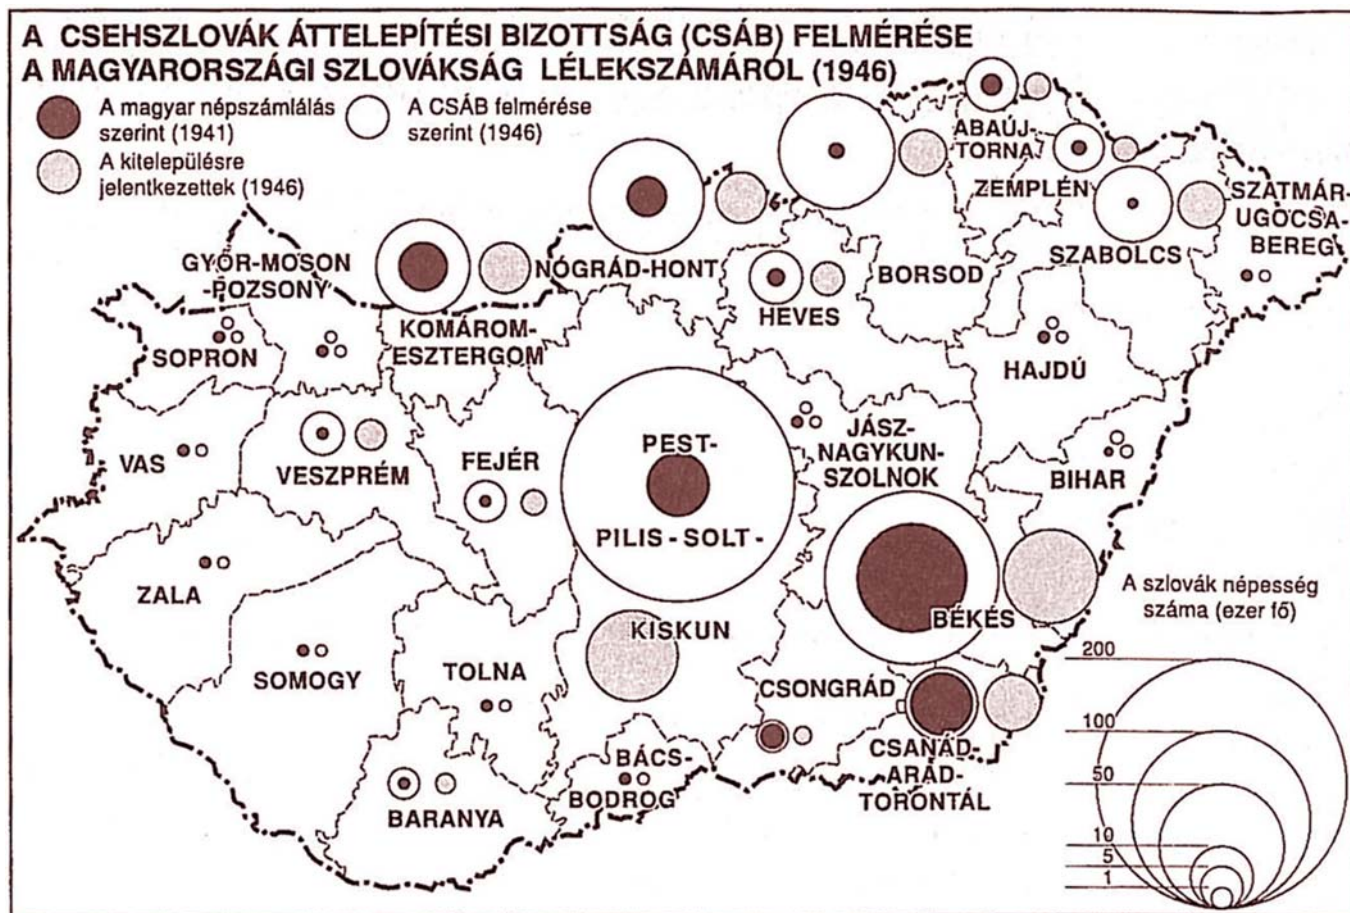 A CSEHSZLOVÁK ÁTTELEPÍTÉSI BIZOTTSÁG (CSÁB) FELMÉRÉSE
A MAGYARORSZÁGI SZLOVÁKSÁG LÉLEKSZÁMÁRÓL (1946)
A magyar népszámlálás
szerint (1941)
A CSÁB felmérése
szerint (1946)
A kitelepülésre
jelentkezettek (1946)
ABAÚJ-
TORNA
ZEMPLÉN
SZATMÁR-
UGOCSA-
BEREG
SZABOLCS
GYŐR-MOSON
-POZSONY
NÓGRÁD-HONT
BORSOD
HEVES
KOMÁROM-
ESZTERGOM
SOPRON
HAJDÚ
VAS
VESZPRÉM
FEJÉR
PEST-
PILIS - SOLT -
KISKUN
JÁSZ-
NAGYKUN-
SZOLNOK
BIHAR
ZALA
SOMOGY
TOLNA
BÉKÉS
CSONGRÁD
CSANÁD-
ARAD-
TORONTÁL
BÁCS-
BODROG
BARANYA
A szlovák népesség
száma (ezer fő)
200
100
50
10
5
1